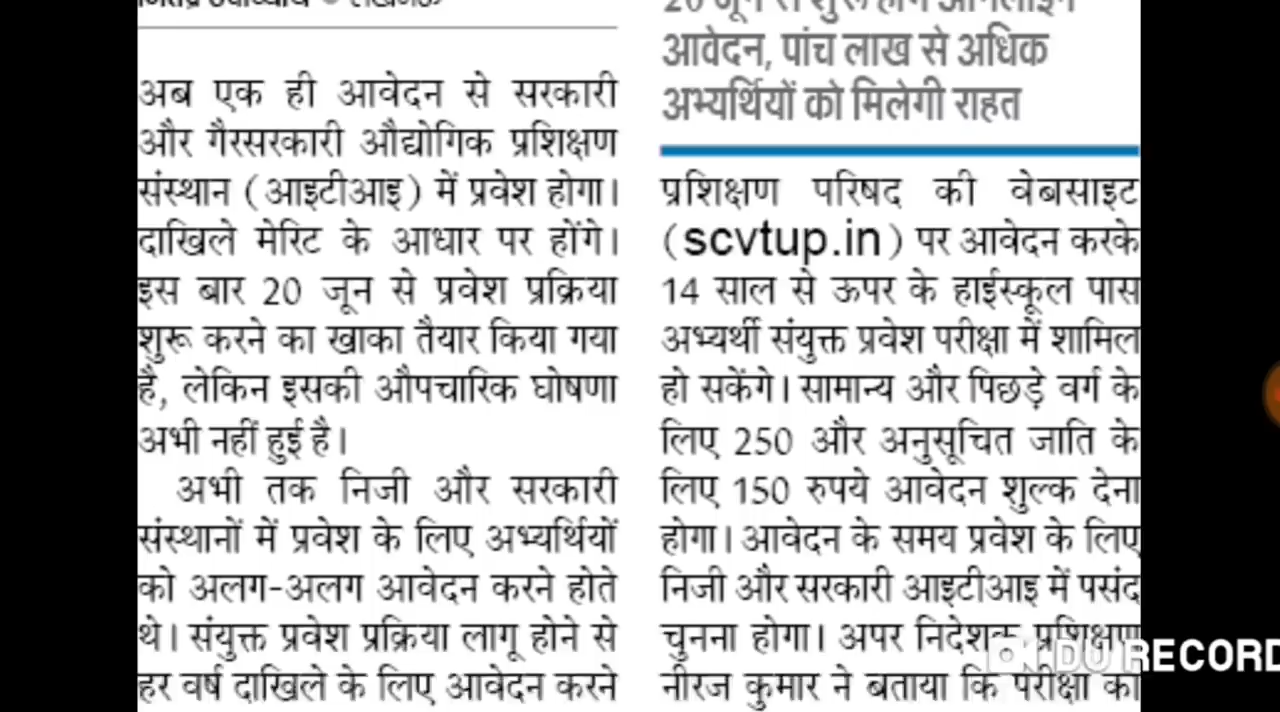 लखनऊ
अब एक ही आवेदन से सरकारी
और गैरसरकारी औद्योगिक प्रशिक्षण
संस्थान (आइटीआइ) में प्रवेश होगा।
दाखिले मेरिट के आधार पर होंगे।
इस बार 20 जून से प्रवेश प्रक्रिया
शुरू करने का खाका तैयार किया गया
है, लेकिन इसकी औपचारिक घोषणा
अभी नहीं हुई है।
अभी तक निजी और सरकारी
संस्थानों में प्रवेश के लिए अभ्यर्थियों
को अलग-अलग आवेदन करने होते
थे। संयुक्त प्रवेश प्रक्रिया लागू होने से
हर वर्ष दाखिले के लिए आवेदन करने
20 जून से शुरू होंगे ऑनलाइन
आवेदन, पांच लाख से अधिक
अभ्यर्थियों को मिलेगी राहत
प्रशिक्षण परिषद की वेबसाइट
(scvtup.in) पर आवेदन करके
14 साल से ऊपर के हाईस्कूल पास
अभ्यर्थी संयुक्त प्रवेश परीक्षा में शामिल
हो सकेंगे। सामान्य और पिछड़े वर्ग के
लिए 250 और अनुसूचित जाति के
लिए 150 रुपये आवेदन शुल्क देना
होगा। आवेदन के समय प्रवेश के लिए
निजी और सरकारी आइटीआइ में पसंद
चुनना होगा। अपर निदेशक प्रशिक्षण
नीरज कुमार ने बताया कि परीक्षा का
DU RECORD